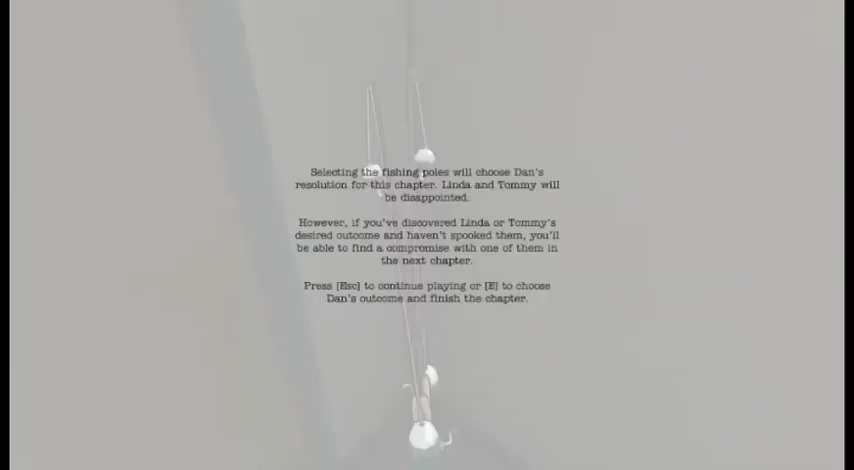 Selecting the fishing poles will choose Dan's
resolution for this chapter. Linda and Tommy will
be disappointed.
However, if you've discovered Linda or Tommy's
desired outcome and haven't spooked them, you'll
be able to find a compromise with one of them in
the next chapter.
Press [Esc] to continue playing or [E] to choose
Dan's outcome and finish the chapter.